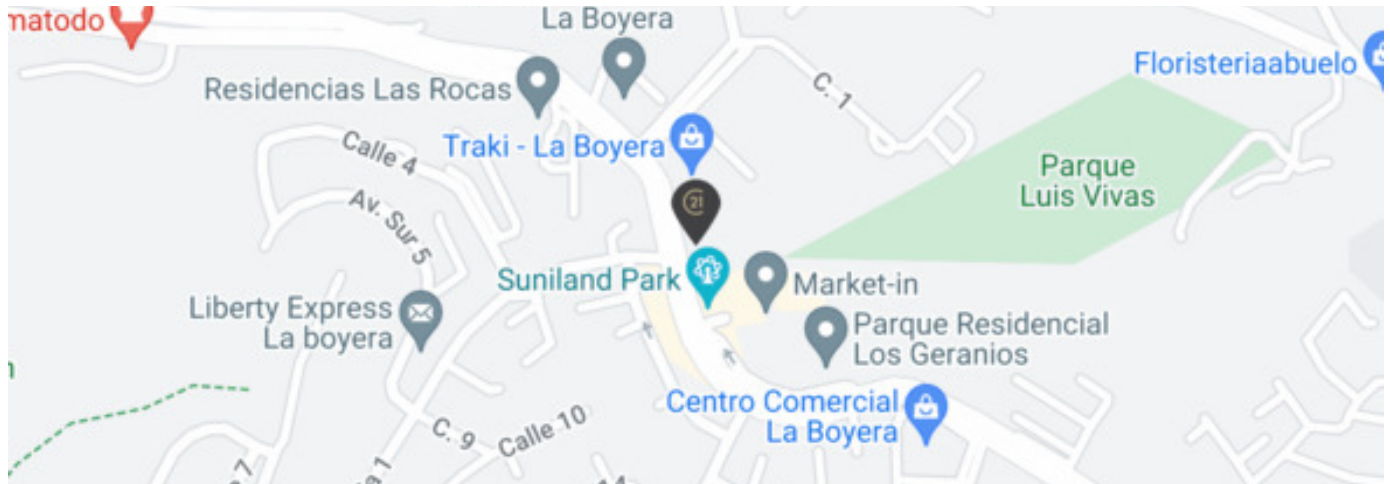 matodo
La Boyera
Residencias Las Rocas
Floristeriaabuelo
C. 1
Calle 4
Traki - La Boyera
Parque
Luis Vivas
Av. Sur 5
21
Suniland Park
Market-in
Liberty Express
La boyera
Parque Residencial
Los Geranios
Centro Comercial
La Boyera
C. 9
Calle 10